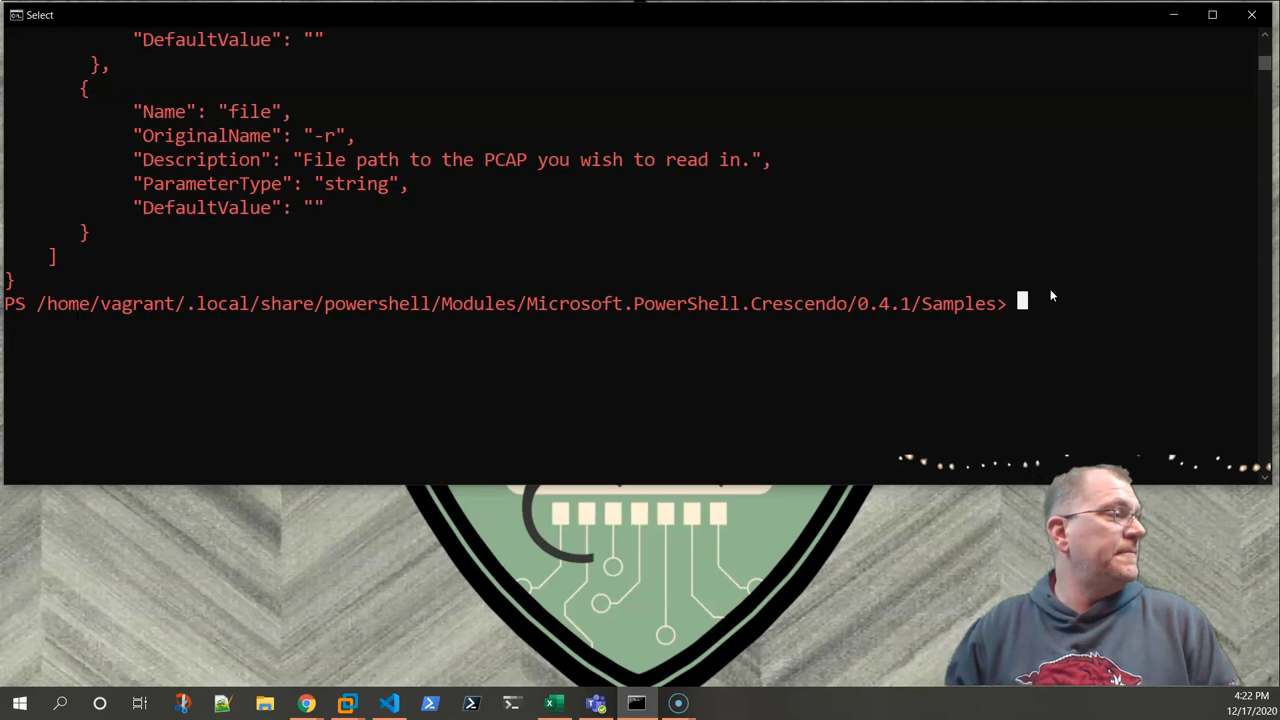 Select
"DefaultValue": ""
},
{
"Name": "file",
"OriginalName": "-r",
"Description": "File path to the PCAP you wish to read in.",
"ParameterType": "string",
"DefaultValue": ""
}
]
}
PS /home/vagrant/.local/share/powershell/Modules/Microsoft.PowerShell.Crescendo/0.4.1/Samples>
4:22 PM
12/17/2020